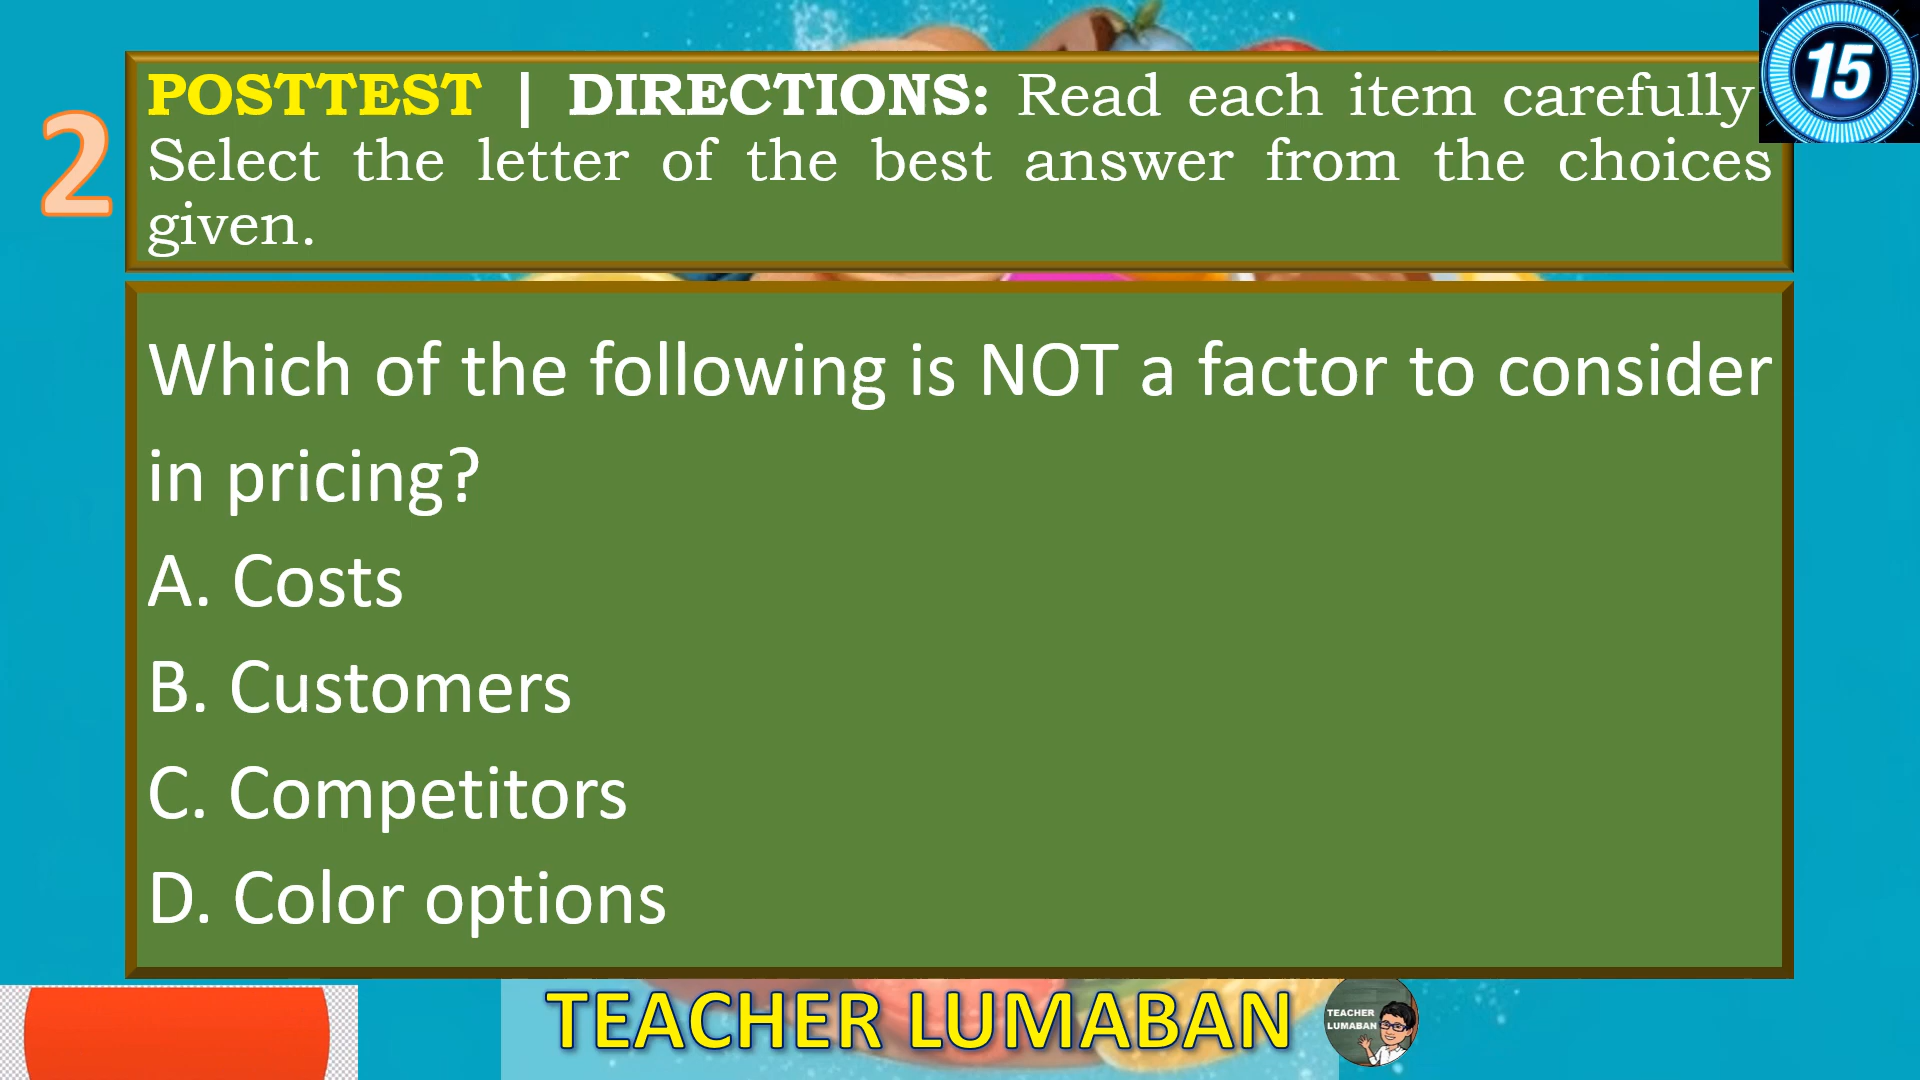 15
2
POSTTEST | DIRECTIONS: Read each item carefully
Select the letter of the best answer from the choices
given.
Which of the following is NOT a factor to consider
in pricing?
A. Costs
B. Customers
C. Competitors
D. Color options
TEACHER LUMABAN
TEACHER
LUMABAN